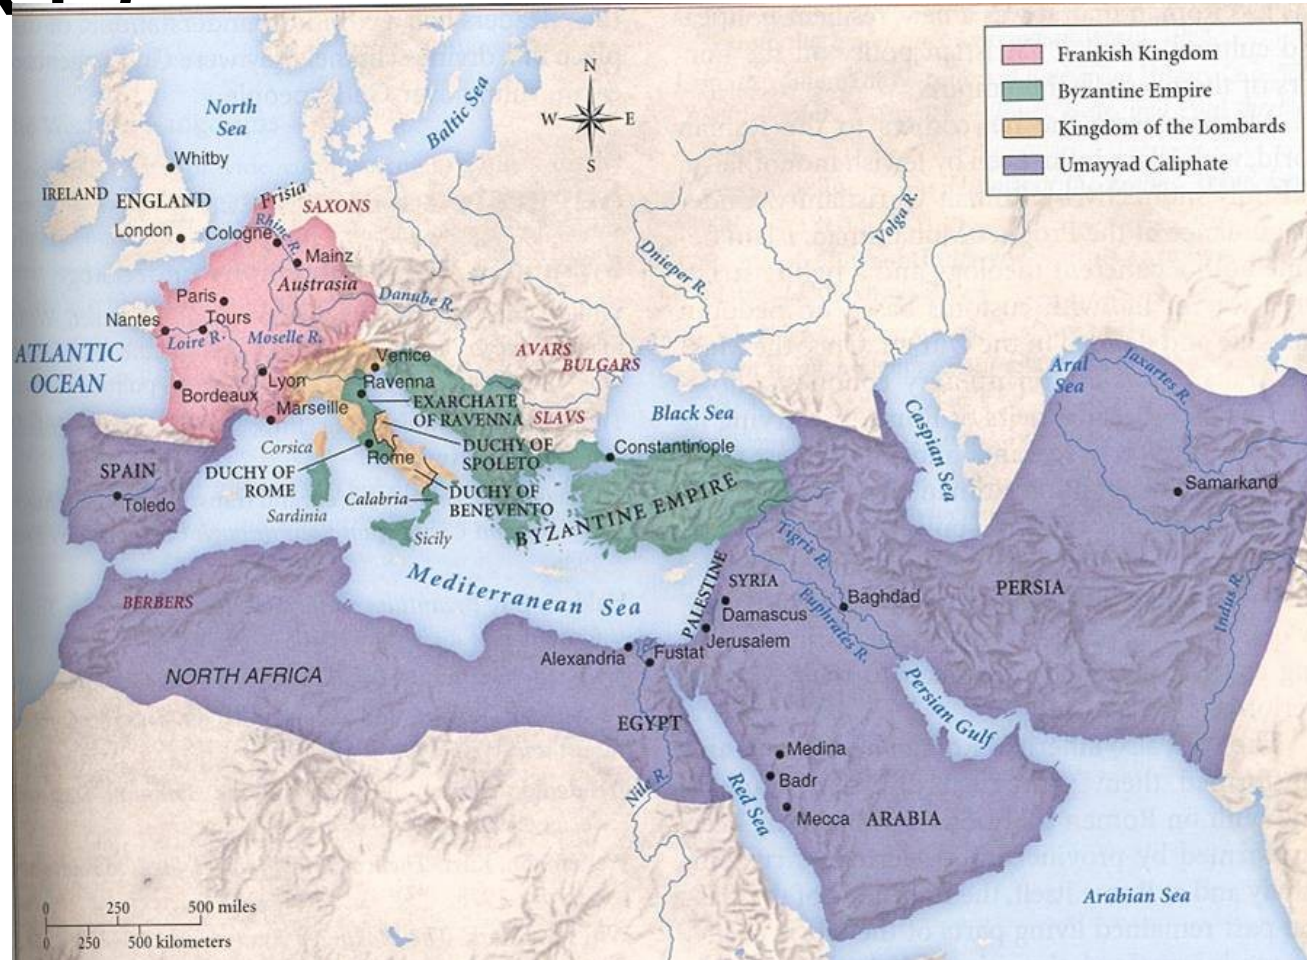 Frankish Kingdom
Byzantine Empire
Kingdom of the Lombards
Umayyad Caliphate
N
W
E
S
North
Sea
Baltic Sea
Whitby
IRELAND
ENGLAND
London
Frisia
SAXONS
Rhine R.
Cologne
Mainz
Austrasia
Paris
Tours
Nantes
Loire R.
Moselle R.
Danube R.
Dnieper R.
Volga R.
ATLANTIC
OCEAN
Bordeaux
Lyon
Marseille
Venice
Ravenna
EXARCHATE
OF RAVENNA
AVARS
BULGARS
SLAVS
Black Sea
Caspian Sea
Aral
Sea
Jaxartes R.
Samarkand
Corsica
DUCHY OF
ROME
Rome
DUCHY OF
SPOLETO
Constantinople
SPAIN
Toledo
Sardinia
Calabria
DUCHY OF
BENEVENTO
Sicily
BYZANTINE EMPIRE
Mediterranean Sea
Tigris R.
Euphrates R.
PALESTINE
SYRIA
Damascus
Jerusalem
Baghdad
PERSIA
Indus R.
BERBERS
NORTH AFRICA
Alexandria
Fustat
EGYPT
Nile R.
Red Sea
Persian Gulf
Medina
Badr
Mecca
ARABIA
Arabian Sea
0 250 500 miles
0 250 500 kilometers